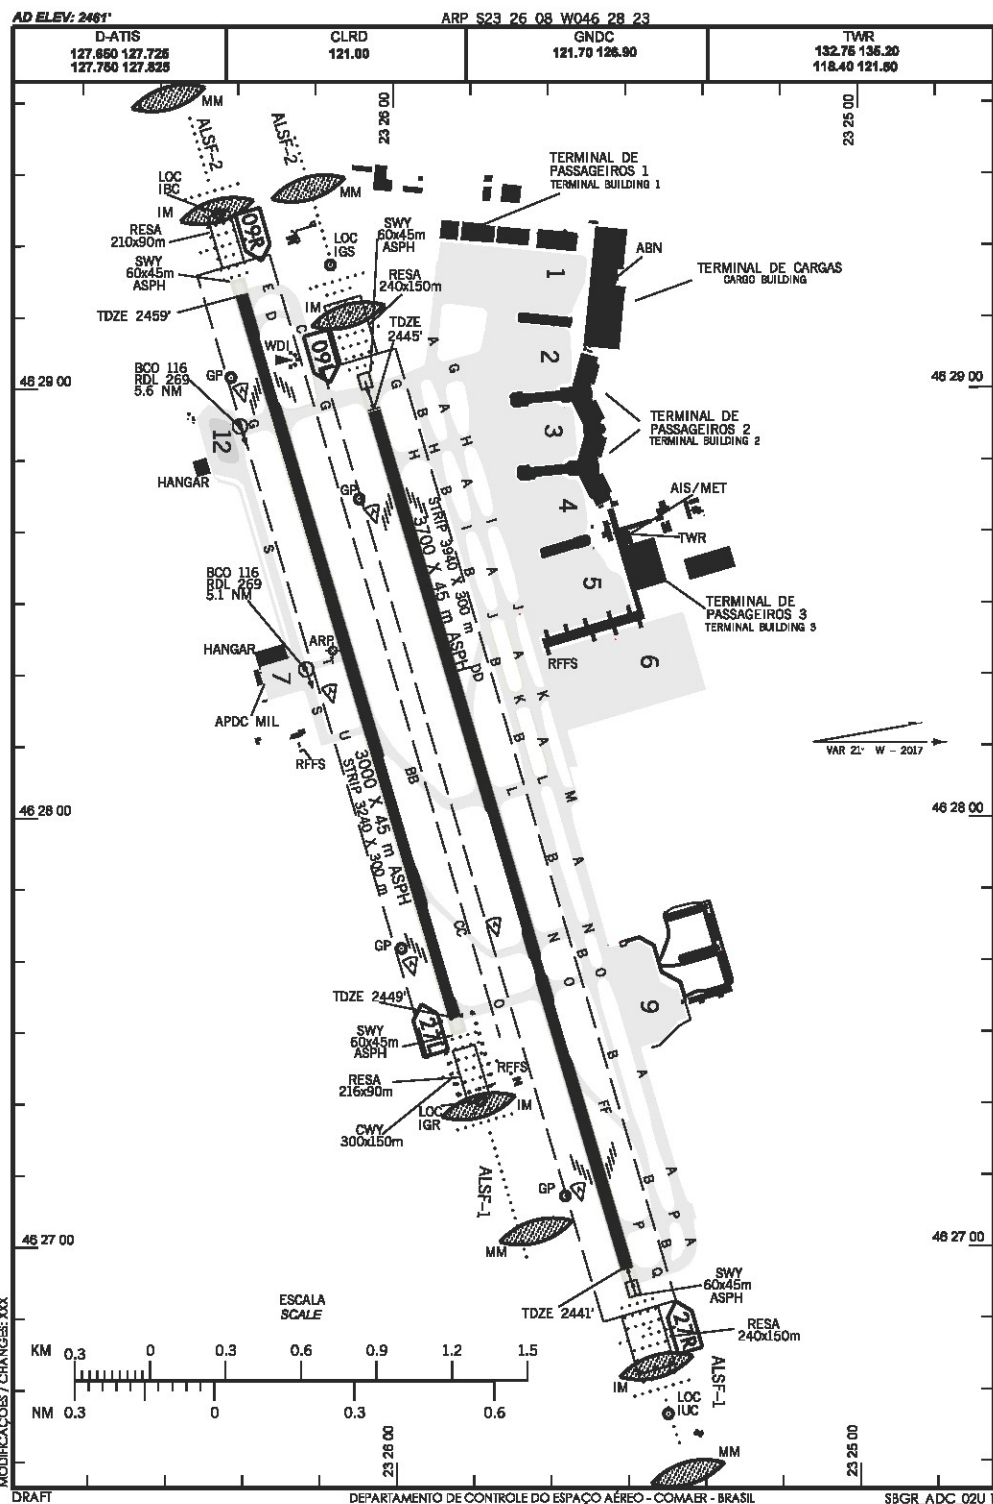 AD ELEV: 2461'
ARP S23 26 08 W046 28 23
D-ATIS
127.650 127.725
127.750 127.825
CLRD
121.00
GNDC
121.70 126.90
TWR
132.75 135.20
118.40 121.50
MM
ALSF-2
ALSF-2
23 26 00
23 25 00
LOC
IBC
IM
MM
RESA
210x90m
09R
LOC
IGS
SWY
60x45m
ASPH
TERMINAL DE
PASSAGEIROS 1
TERMINAL BUILDING 1
ABN
TERMINAL DE CARGAS
CARGO BUILDING
SWY
60x45m
ASPH
RESA
240x150m
IM
TDZE 2459'
TDZE
2445'
WDI
09L
1
2
3
4
5
6
BCO 116
RDL 269
5.6 NM
GP
46 29 00
46 29 00
12
HANGAR
TERMINAL DE
PASSAGEIROS 2
TERMINAL BUILDING 2
GP
AIS/MET
TWR
STRIP 3940 X 300 m
3700 X 45 m ASPH
BCO 116
RDL 269
5.1 NM
TERMINAL DE
PASSAGEIROS 3
TERMINAL BUILDING 3
HANGAR
ARP
7
RFFS
APDC MIL
RFFS
VAR 21° W - 2017
3000 X 45 m ASPH
STRIP 3240 X 300 m
46 28 00
46 28 00
E
D
C
G
G
G
S
T
S
U
BB
CC
DD
A
G
G
A
B
H
H
H
A
B
I
I
A
B
J
J
A
B
K
K
A
B
L
L
M
A
B
N
N
B
O
O
O
B
A
FF
A
B
P
P
B
A
Q
GP
9
TDZE 2449'
27L
SWY
60x45m
ASPH
RFFS
RESA
216x90m
LOC
IGR
IM
CWY
300x150m
ALSF-1
GP
MM
46 27 00
46 27 00
TDZE 2441'
SWY
60x45m
ASPH
27R
RESA
240x150m
IM
ALSF-1
LOC
IUC
MM
ESCALA
SCALE
KM 0.3 0 0.3 0.6 0.9 1.2 1.5
NM 0.3 0 0.3 0.6
23 26 00
23 25 00
MODIFICAÇÕES / CHANGES: XXX
DRAFT
DEPARTAMENTO DE CONTROLE DO ESPAÇO AÉREO - COMAER - BRASIL
SBGR_ADC_02U 1